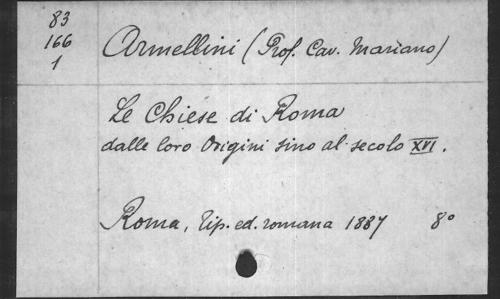 83
166
1
Armellini (Prof. Cav. Mariano)
Le Chiese di Roma
dalle loro Origini sino al secolo XVI.
Roma, Tip. ed. romana 1887 8º